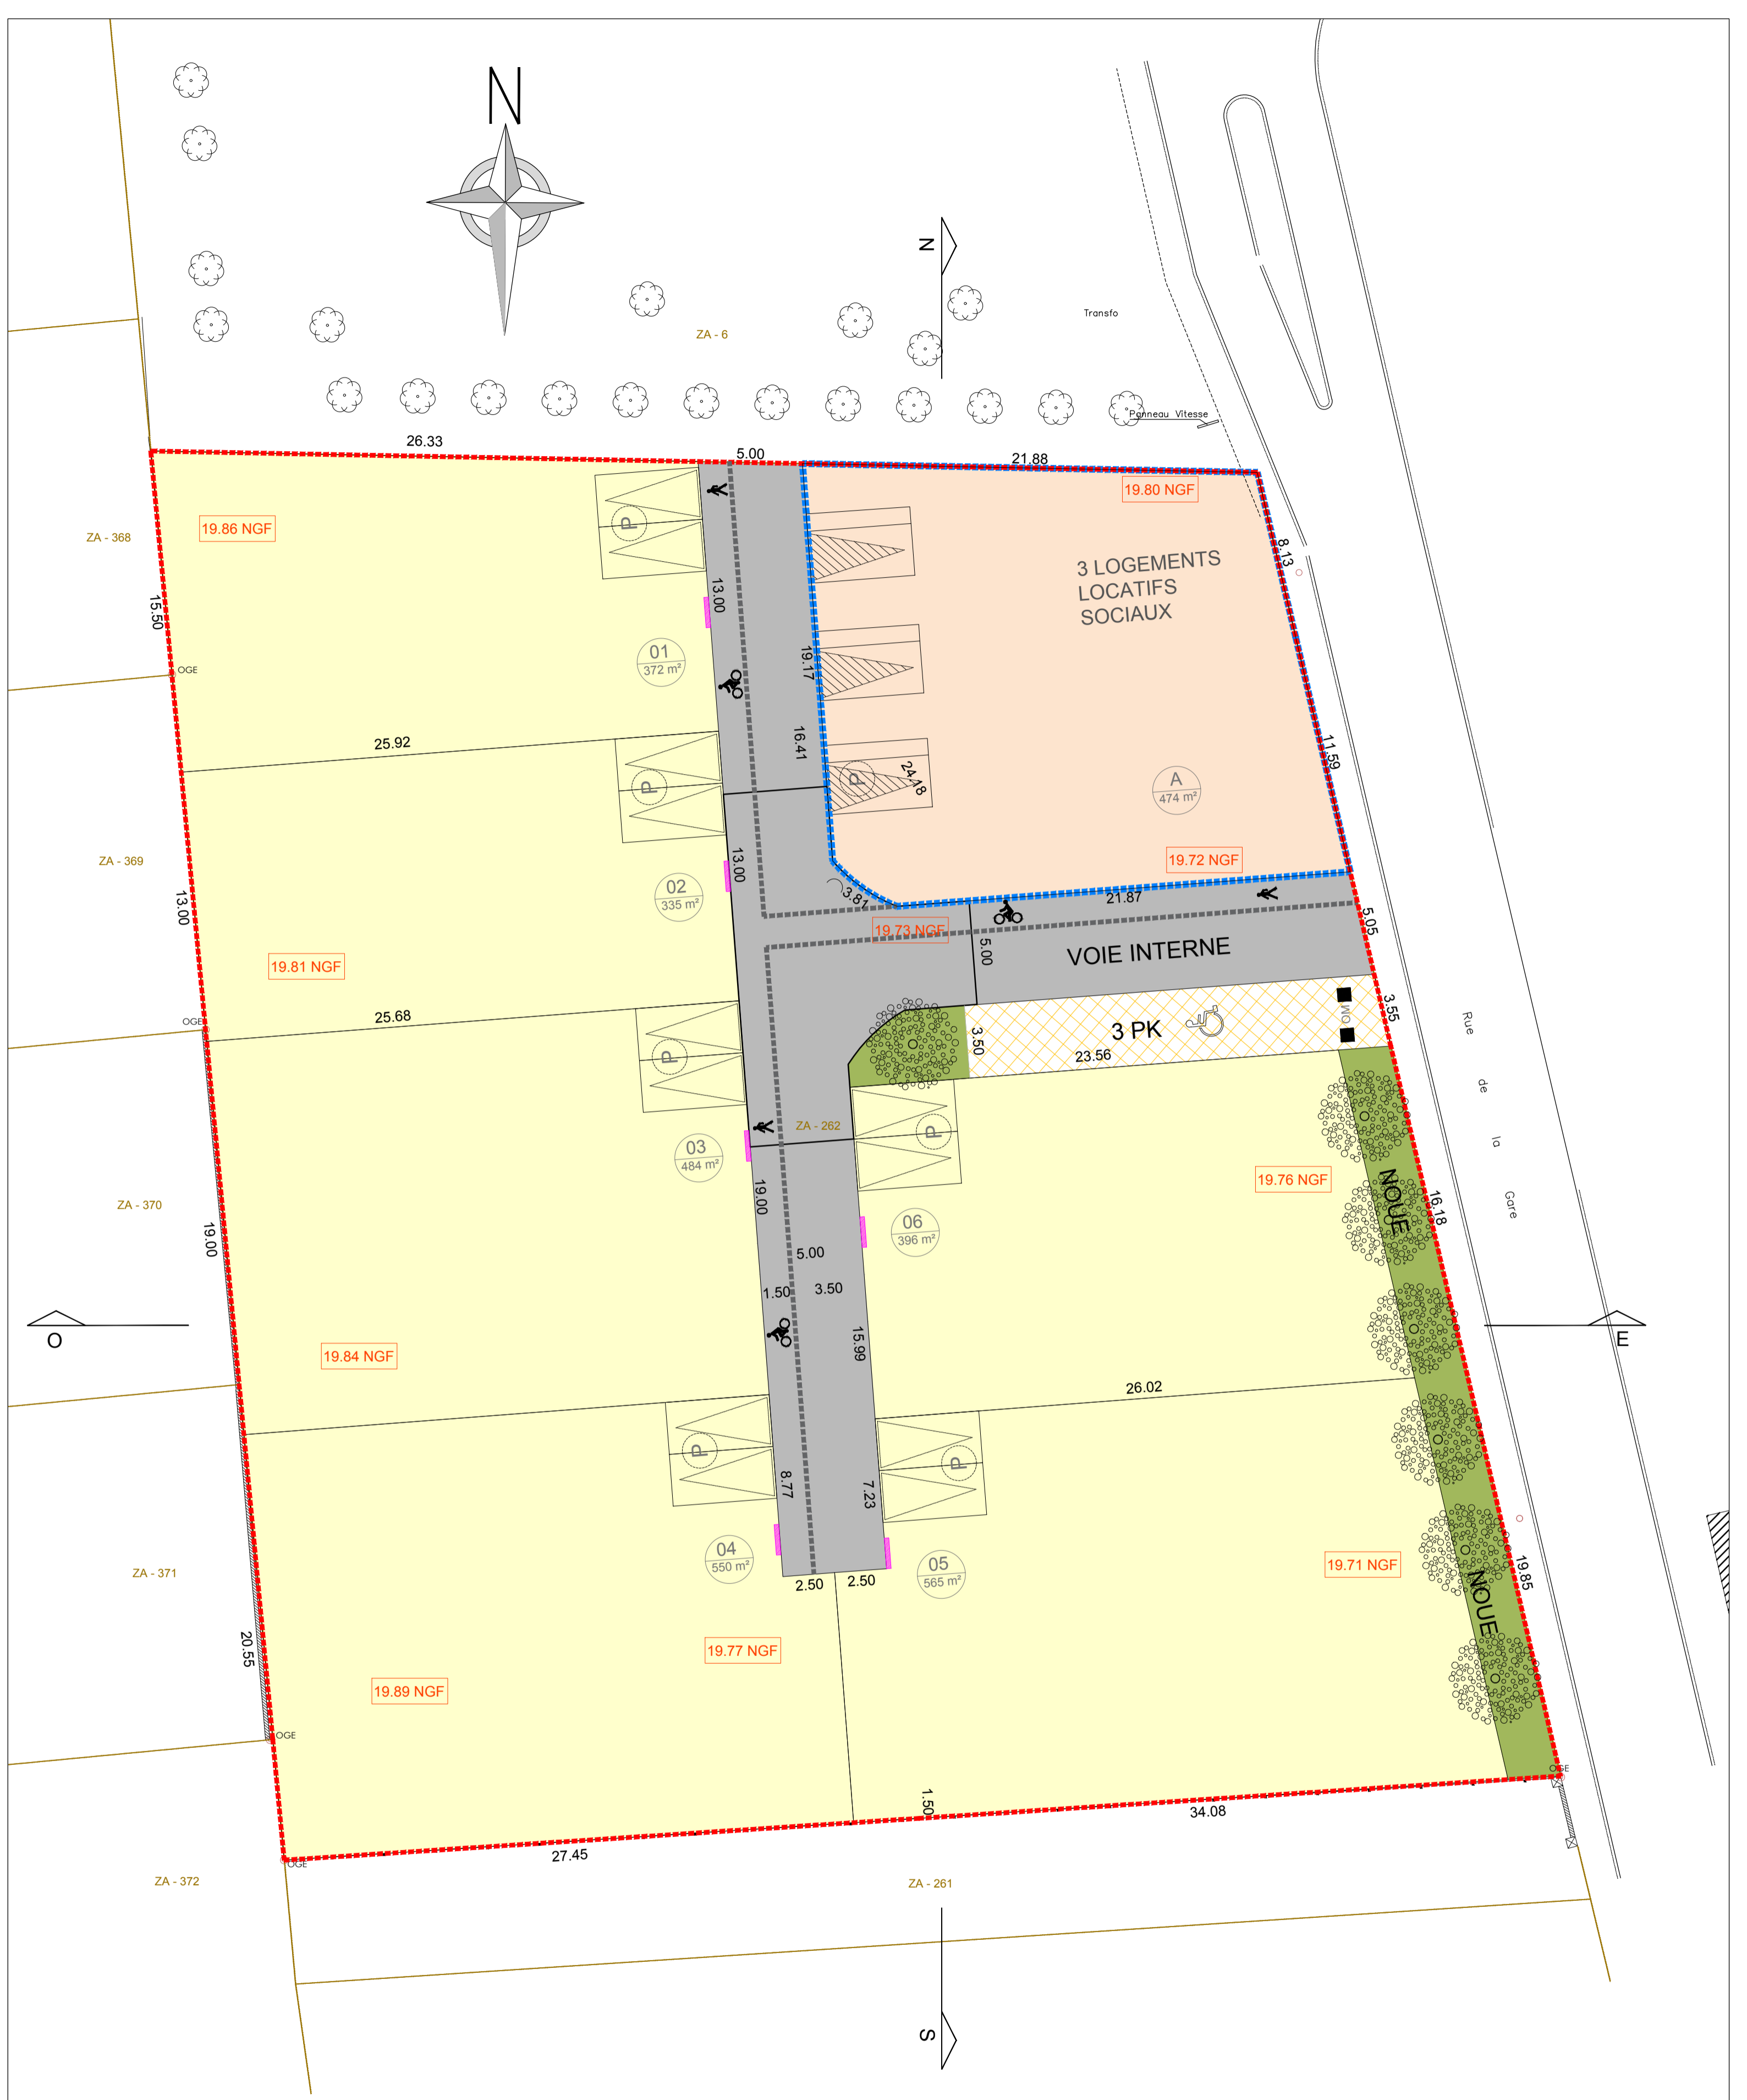 N
N
Transfo
ZA - 6
Panneau Vitesse
26.33
5.00
21.88
19.80 NGF
19.86 NGF
ZA - 368
8.13
3 LOGEMENTS
LOCATIFS
SOCIAUX
P
13.00
15.50
01
372 m²
OGE
19.17
16.41
25.92
11.59
P
P
24.18
A
474 m²
ZA - 369
13.00
19.72 NGF
02
335 m²
13.00
3.81
21.87
19.73 NGF
5.05
5.00
VOIE INTERNE
19.81 NGF
OGE
25.68
3.55
MO
Rue
de
la
Gare
3 PK
3.50
23.56
P
ZA - 262
P
03
484 m²
19.76 NGF
NOUE
16.18
19.00
ZA - 370
19.00
06
396 m²
5.00
1.50
3.50
O
E
15.99
19.84 NGF
26.02
P
P
8.77
7.23
04
550 m²
05
565 m²
2.50
2.50
19.71 NGF
19.85
NOUE
ZA - 371
20.55
19.77 NGF
19.89 NGF
OGE
OGE
1.50
34.08
27.45
OGE
ZA - 372
ZA - 261
S